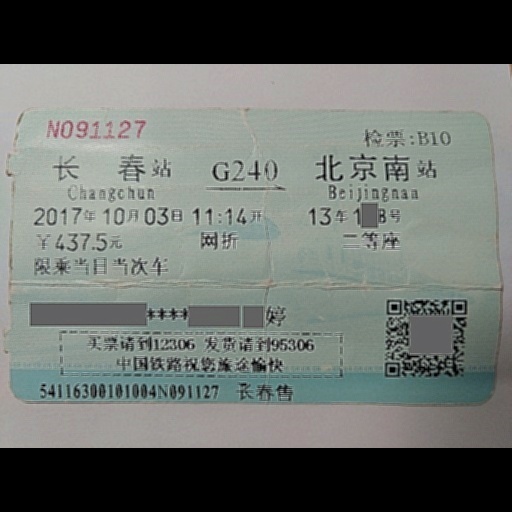 N091127
检票:B10
长春站 G240 北京南站
Changchun Beijingnan
2017年10月03日 11:14开 13车1 8号
￥437.5元 网折 二等座
限乘当日当次车
**** 婷
买票请到12306 发货请到95306
中国铁路祝您旅途愉快
54116300101004N091127 长春售